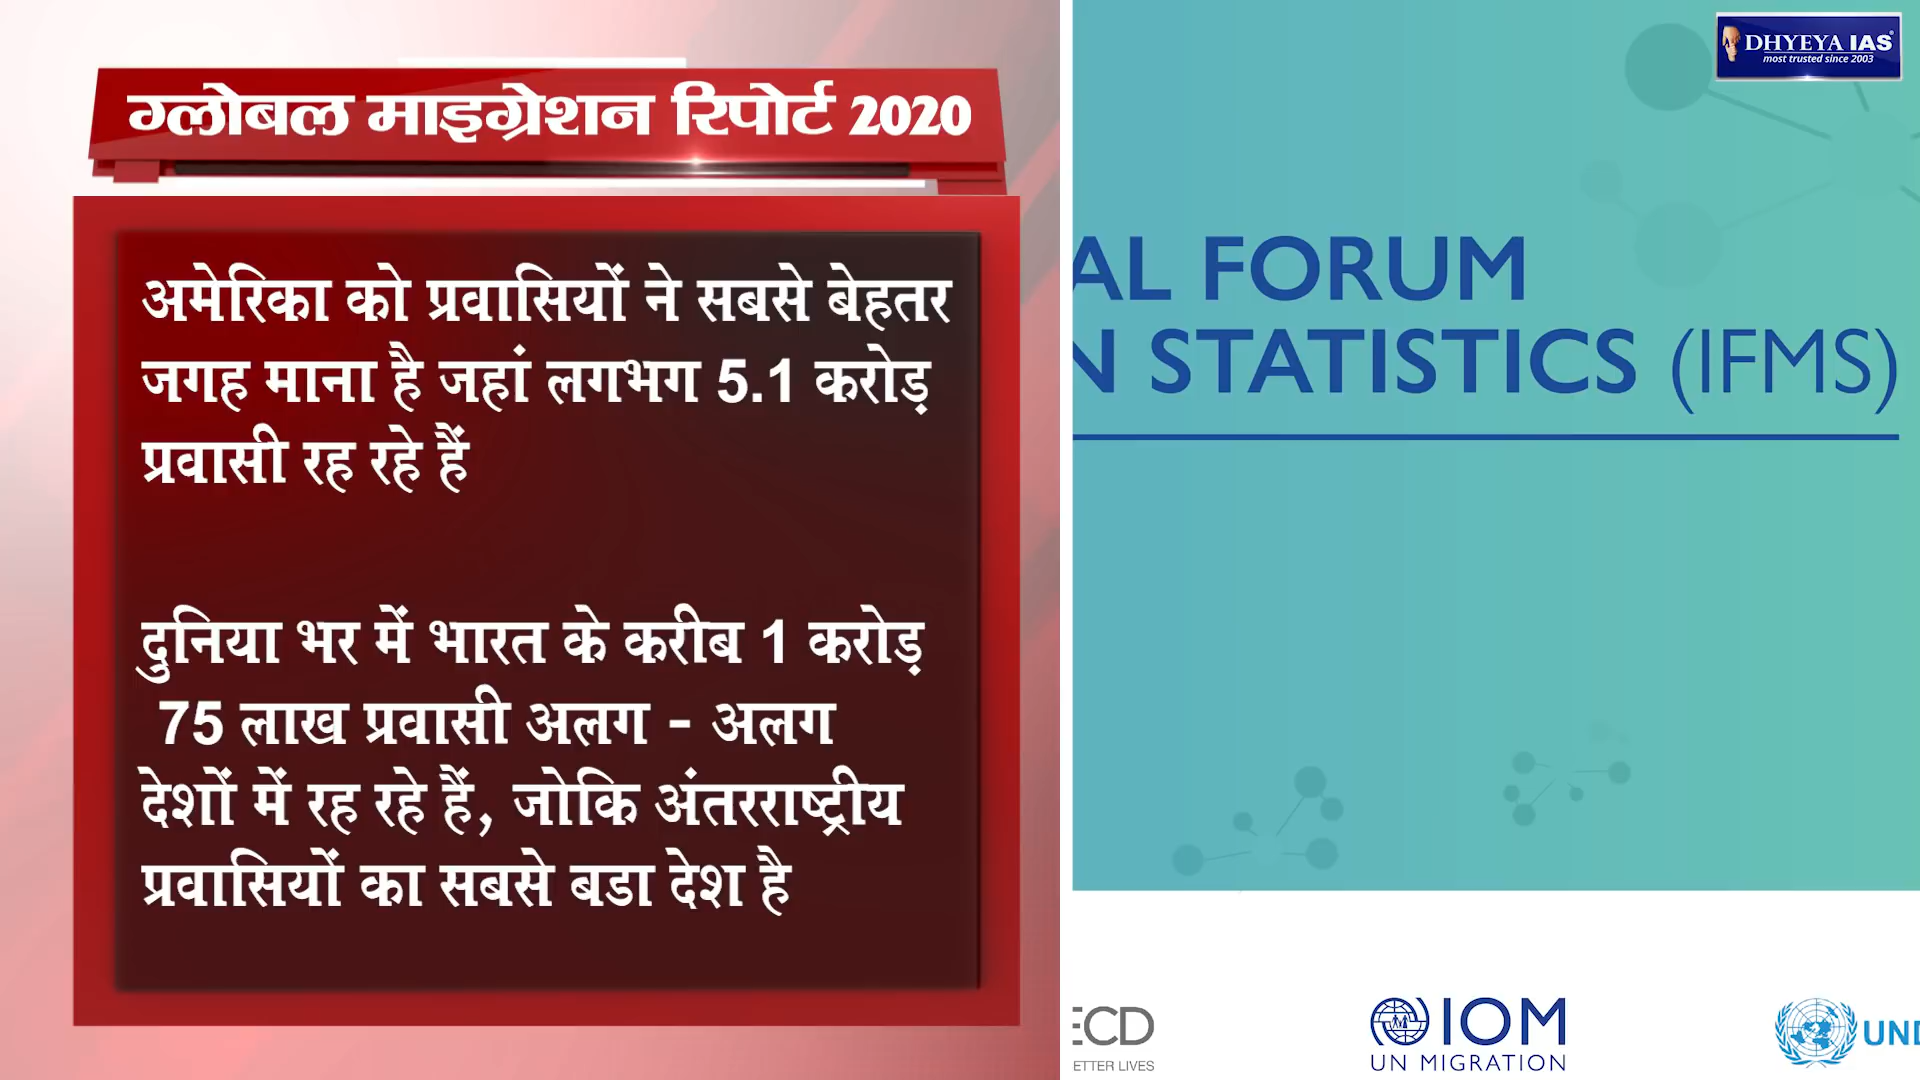 ग्लोबल माइग्रेशन रिपोर्ट 2020
अमेरिका को प्रवासियों ने सबसे बेहतर
जगह माना है जहां लगभग 5.1 करोड़
प्रवासी रह रहे हैं
दुनिया भर में भारत के करीब 1 करोड़
75 लाख प्रवासी अलग - अलग
देशों में रह रहे हैं, जोकि अंतरराष्ट्रीय
प्रवासियों का सबसे बडा देश है
DHYEYA IAS
most trusted since 2003
AL FORUM
N STATISTICS (IFMS)
ECD
ETTER LIVES
IOM
UN MIGRATION
UND